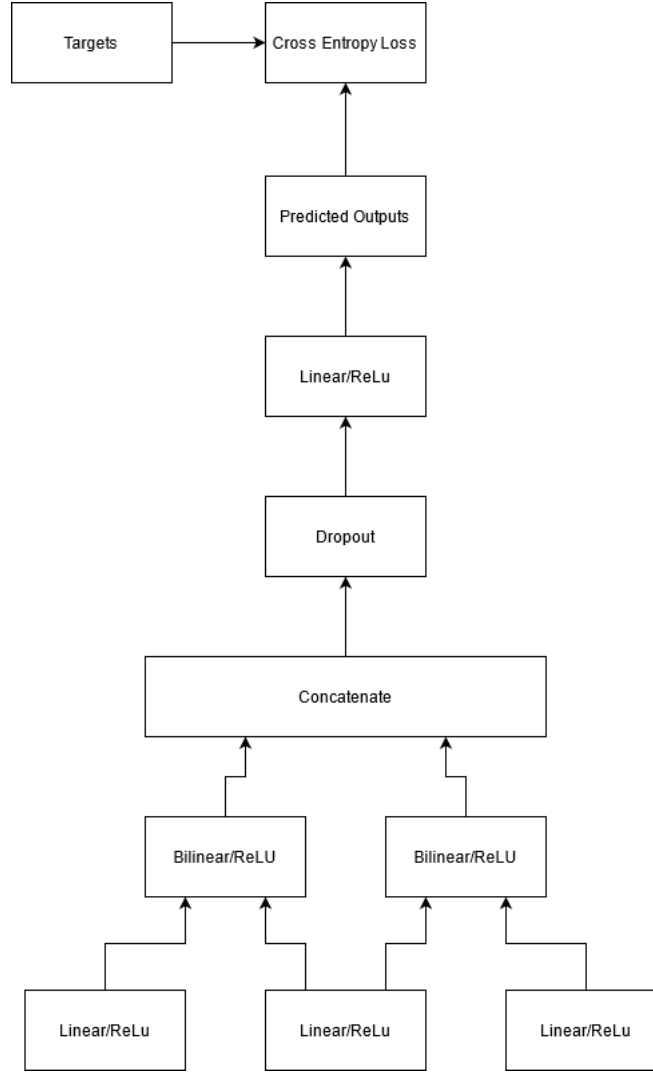 Targets
Cross Entropy Loss
Predicted Outputs
Linear/ReLu
Dropout
Concatenate
Bilinear/ReLU
Bilinear/ReLU
Linear/ReLu
Linear/ReLu
Linear/ReLu